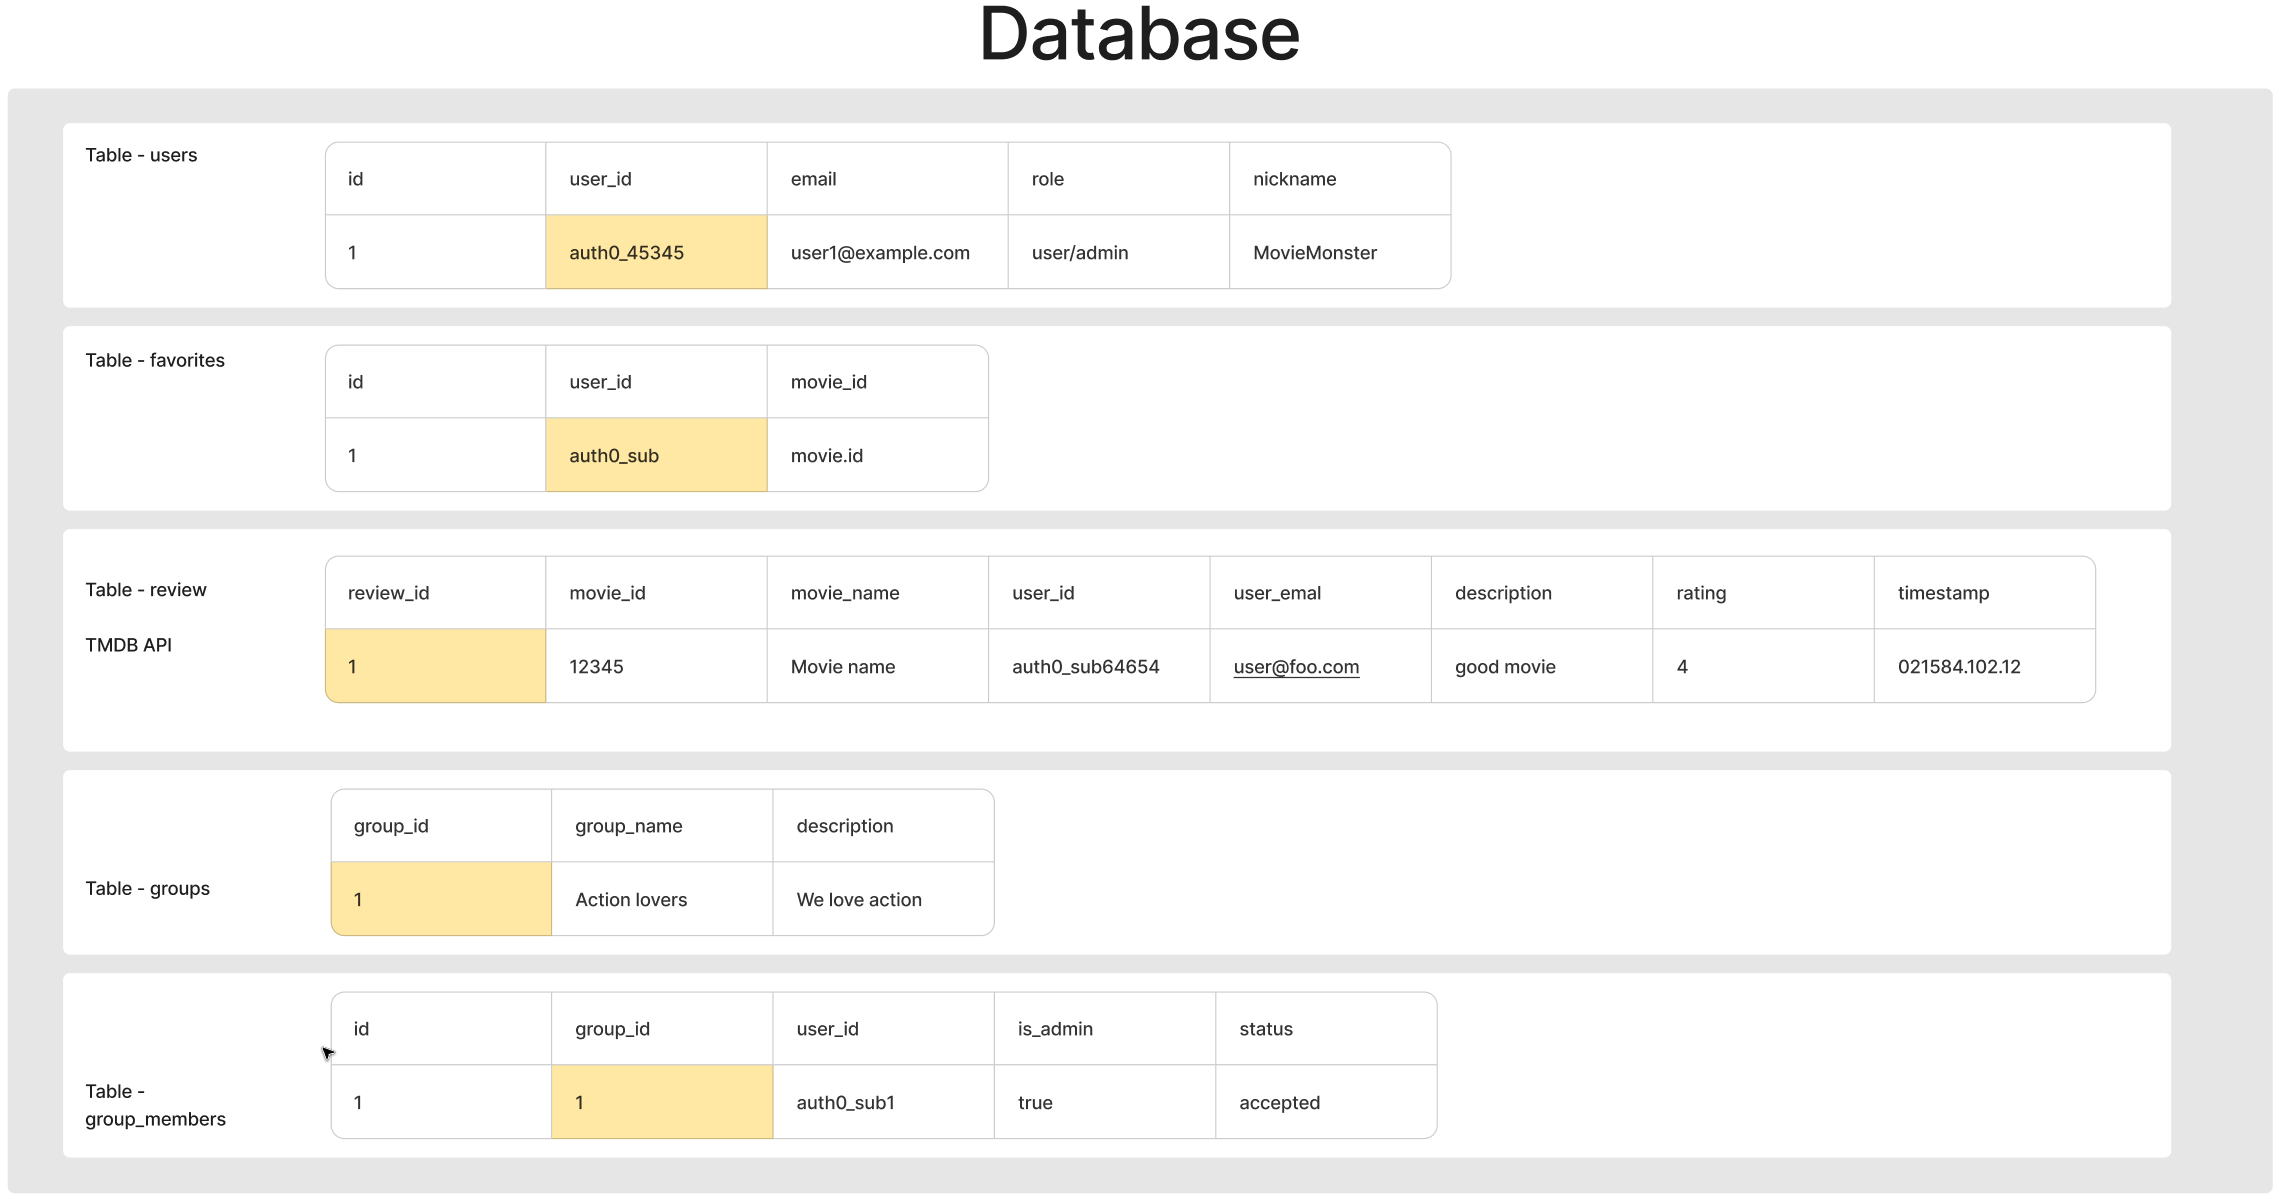 Database
Table - users
id user_id email role nickname
1 auth0_45345 user1@example.com user/admin MovieMonster
Table - favorites
id user_id movie_id
1 auth0_sub movie.id
Table - review
TMDB API
review_id movie_id movie_name user_id user_emal description rating timestamp
1 12345 Movie name auth0_sub64654 user@foo.com good movie 4 021584.102.12
Table - groups
group_id group_name description
1 Action lovers We love action
Table -
group_members
id group_id user_id is_admin status
1 1 auth0_sub1 true accepted